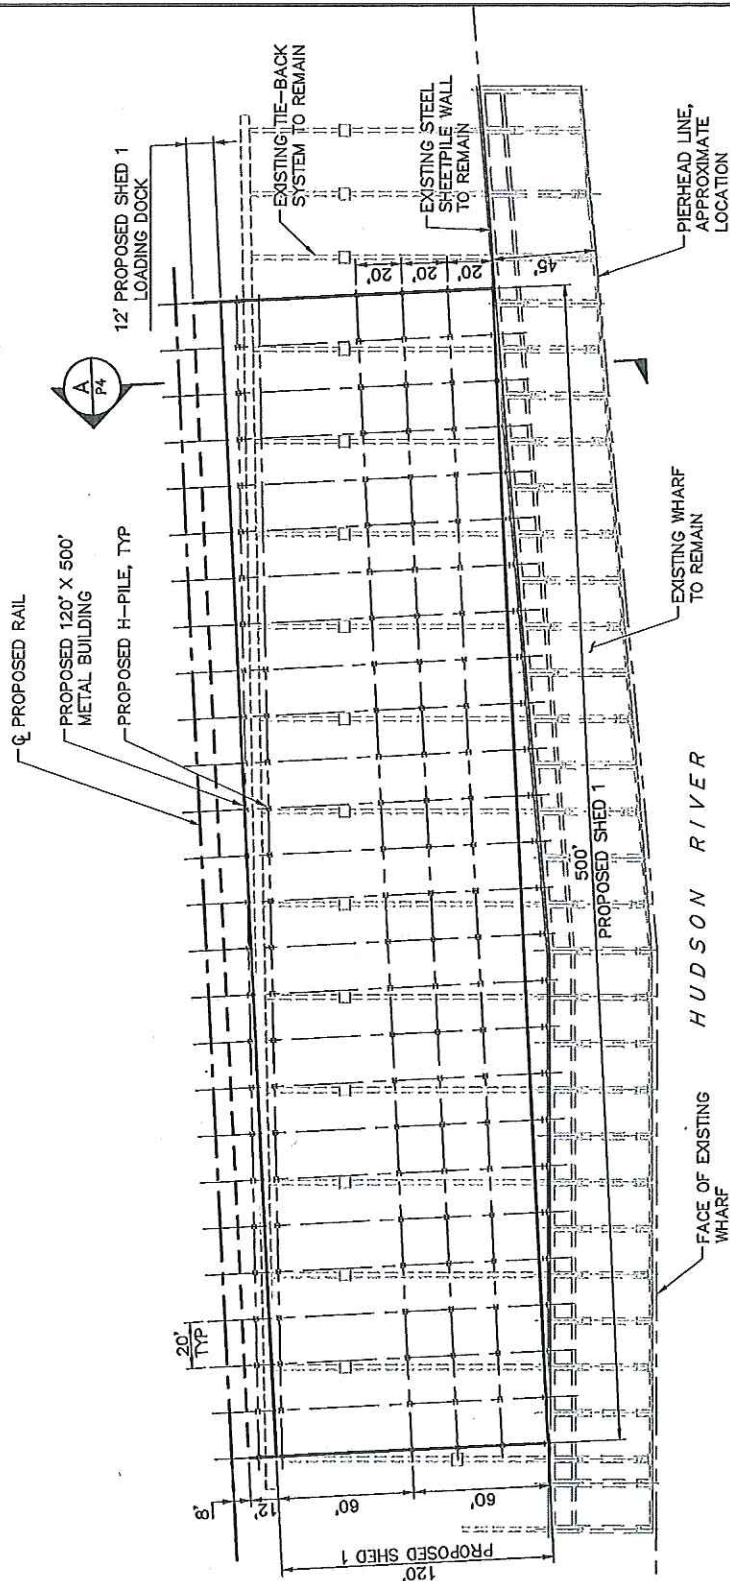 ℄ PROPOSED RAIL
PROPOSED 120' X 500'
METAL BUILDING
PROPOSED H-PILE, TYP
A
P4
12' PROPOSED SHED 1
LOADING DOCK
EXISTING TIE-BACK
SYSTEM TO REMAIN
EXISTING STEEL
SHEETPILE WALL
TO REMAIN
20'
TYP
8'
12'
60'
60'
120'
PROPOSED SHED 1
20'
20'
20'
45'
500'
PROPOSED SHED 1
PIERHEAD LINE,
APPROXIMATE
LOCATION
EXISTING WHARF
TO REMAIN
HUDSON RIVER
FACE OF EXISTING
WHARF